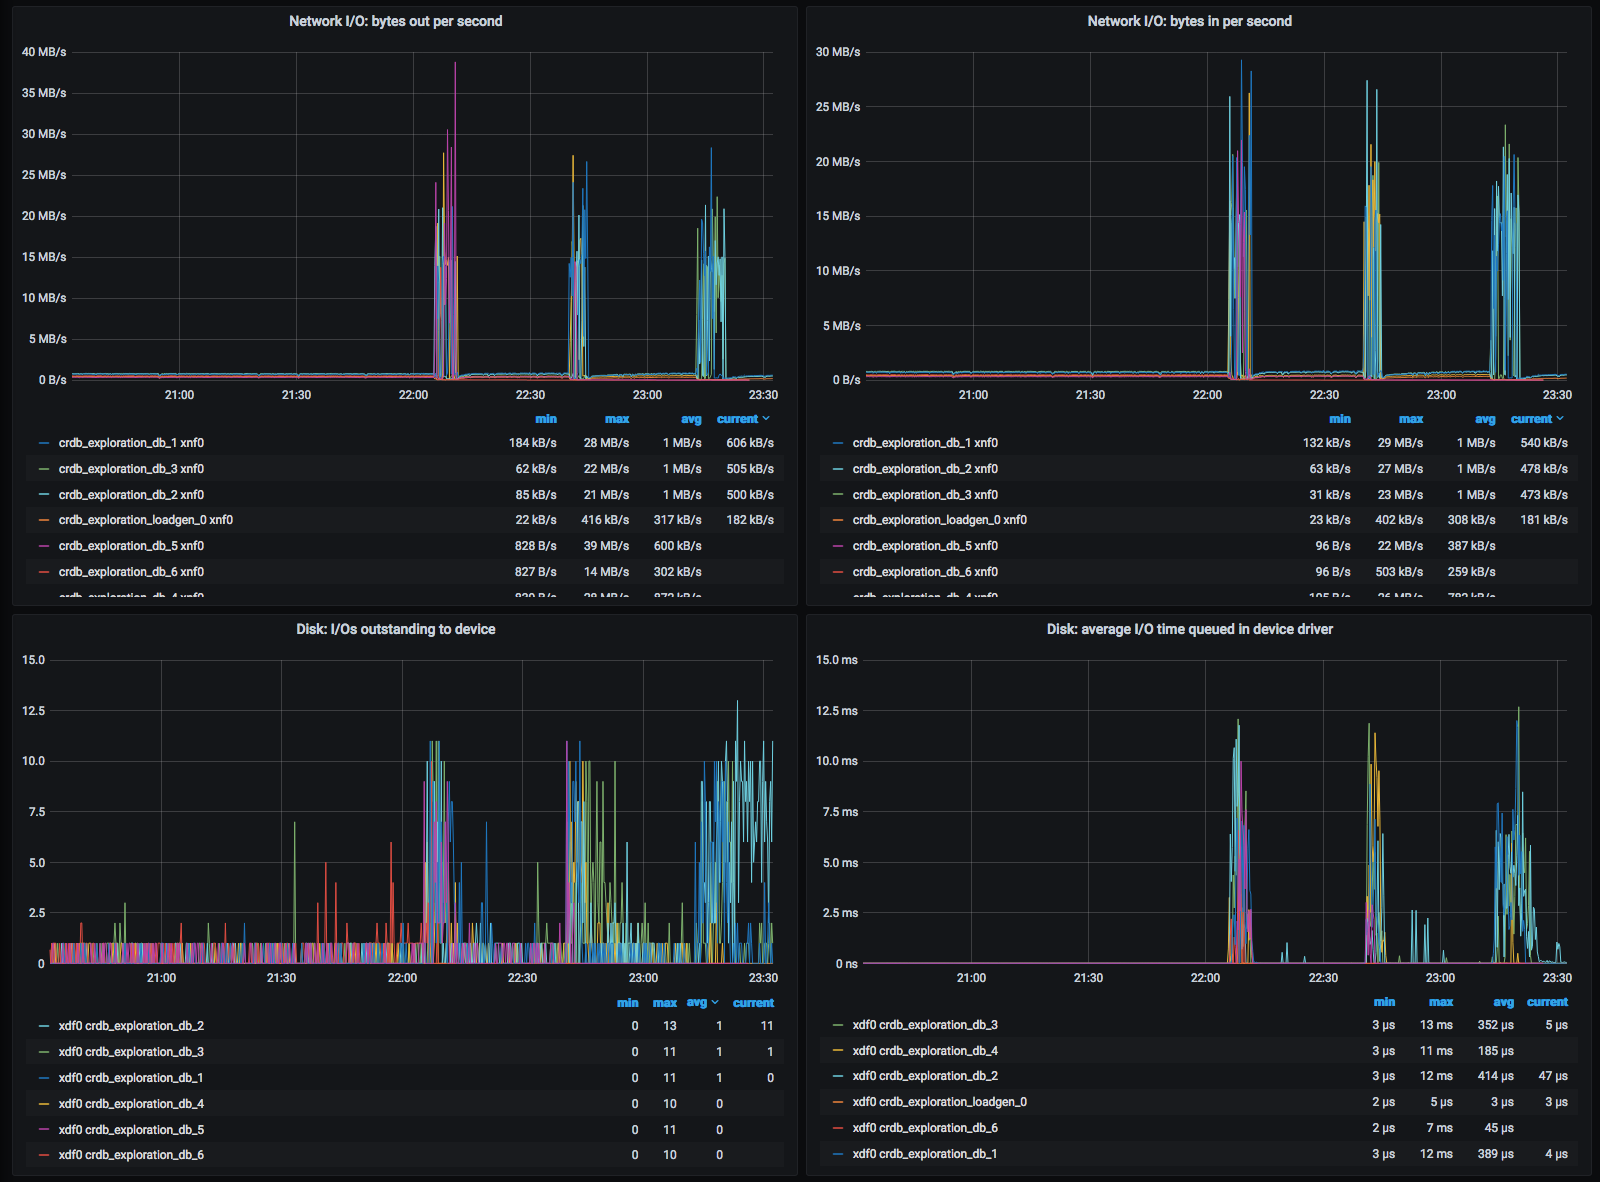 Network I/O: bytes out per second
40 MB/s
35 MB/s
30 MB/s
25 MB/s
20 MB/s
15 MB/s
10 MB/s
5 MB/s
0 B/s
21:00 21:30 22:00 22:30 23:00 23:30
min max avg current
crdb_exploration_db_1 xnf0 184 kB/s 28 MB/s 1 MB/s 606 kB/s
crdb_exploration_db_3 xnf0 62 kB/s 22 MB/s 1 MB/s 505 kB/s
crdb_exploration_db_2 xnf0 85 kB/s 21 MB/s 1 MB/s 500 kB/s
crdb_exploration_loadgen_0 xnf0 22 kB/s 416 kB/s 317 kB/s 182 kB/s
crdb_exploration_db_5 xnf0 828 B/s 39 MB/s 600 kB/s
crdb_exploration_db_6 xnf0 827 B/s 14 MB/s 302 kB/s
crdb_exploration_db_4 xnf0
Network I/O: bytes in per second
30 MB/s
25 MB/s
20 MB/s
15 MB/s
10 MB/s
5 MB/s
0 B/s
21:00 21:30 22:00 22:30 23:00 23:30
min max avg current
crdb_exploration_db_1 xnf0 132 kB/s 29 MB/s 1 MB/s 540 kB/s
crdb_exploration_db_2 xnf0 63 kB/s 27 MB/s 1 MB/s 478 kB/s
crdb_exploration_db_3 xnf0 31 kB/s 23 MB/s 1 MB/s 473 kB/s
crdb_exploration_loadgen_0 xnf0 23 kB/s 402 kB/s 308 kB/s 181 kB/s
crdb_exploration_db_5 xnf0 96 B/s 22 MB/s 387 kB/s
crdb_exploration_db_6 xnf0 96 B/s 503 kB/s 259 kB/s
crdb_exploration_db_4 xnf0
Disk: I/Os outstanding to device
15.0
12.5
10.0
7.5
5.0
2.5
0
21:00 21:30 22:00 22:30 23:00 23:30
min max avg current
xdf0 crdb_exploration_db_2 0 13 1 11
xdf0 crdb_exploration_db_3 0 11 1 1
xdf0 crdb_exploration_db_1 0 11 1 0
xdf0 crdb_exploration_db_4 0 10 0
xdf0 crdb_exploration_db_5 0 11 0
xdf0 crdb_exploration_db_6 0 10 0
Disk: average I/O time queued in device driver
15.0 ms
12.5 ms
10.0 ms
7.5 ms
5.0 ms
2.5 ms
0 ns
21:00 21:30 22:00 22:30 23:00 23:30
min max avg current
xdf0 crdb_exploration_db_3 3 µs 13 ms 352 µs 5 µs
xdf0 crdb_exploration_db_4 3 µs 11 ms 185 µs
xdf0 crdb_exploration_db_2 3 µs 12 ms 414 µs 47 µs
xdf0 crdb_exploration_loadgen_0 2 µs 5 µs 3 µs 3 µs
xdf0 crdb_exploration_db_6 2 µs 7 ms 45 µs
xdf0 crdb_exploration_db_1 3 µs 12 ms 389 µs 4 µs